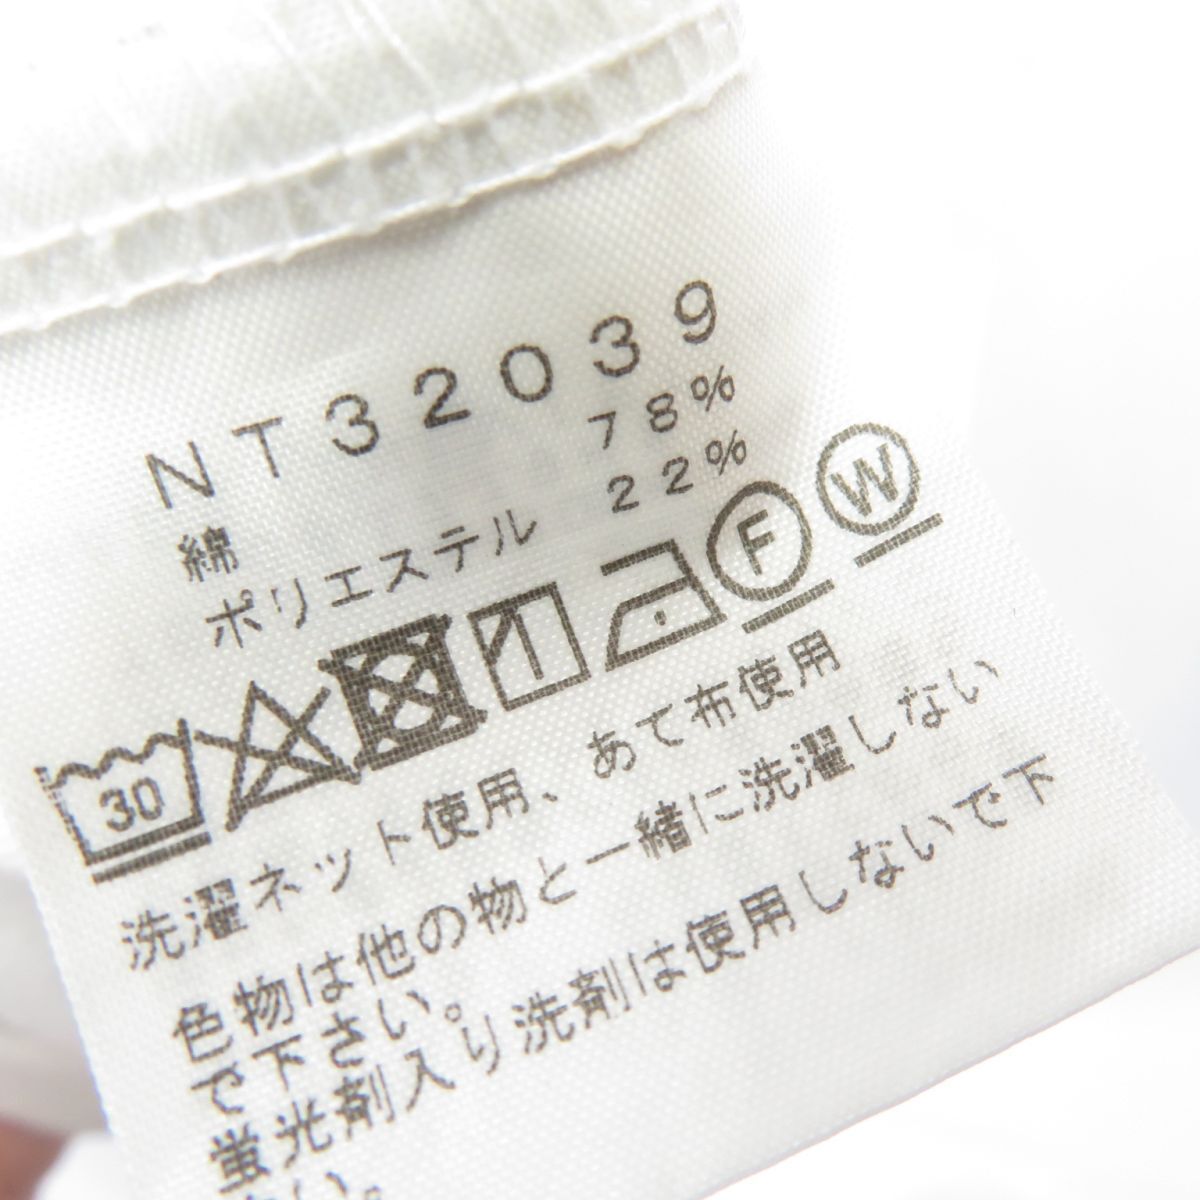 NT32039
綿 78%
ポリエステル 22%
30 F W
洗濯ネット使用、あて布使用
色物は他の物と一緒に洗濯しない
で下さい。
蛍光剤入り洗剤は使用しないで下
さい。